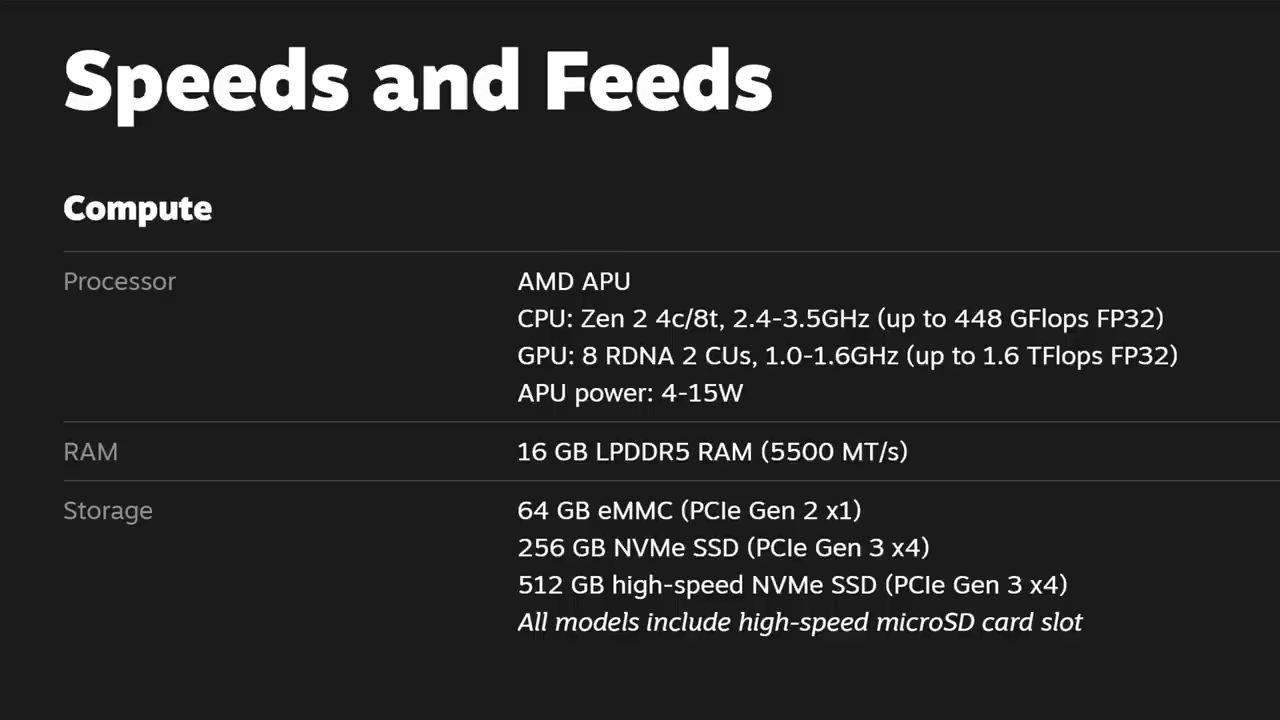 Speeds and Feeds
Compute
Processor
AMD APU
CPU: Zen 2 4c/8t, 2.4-3.5GHz (up to 448 GFlops FP32)
GPU: 8 RDNA 2 CUs, 1.0-1.6GHz (up to 1.6 TFlops FP32)
APU power: 4-15W
RAM
16 GB LPDDR5 RAM (5500 MT/s)
Storage
64 GB eMMC (PCIe Gen 2 x1)
256 GB NVMe SSD (PCIe Gen 3 x4)
512 GB high-speed NVMe SSD (PCIe Gen 3 x4)
All models include high-speed microSD card slot